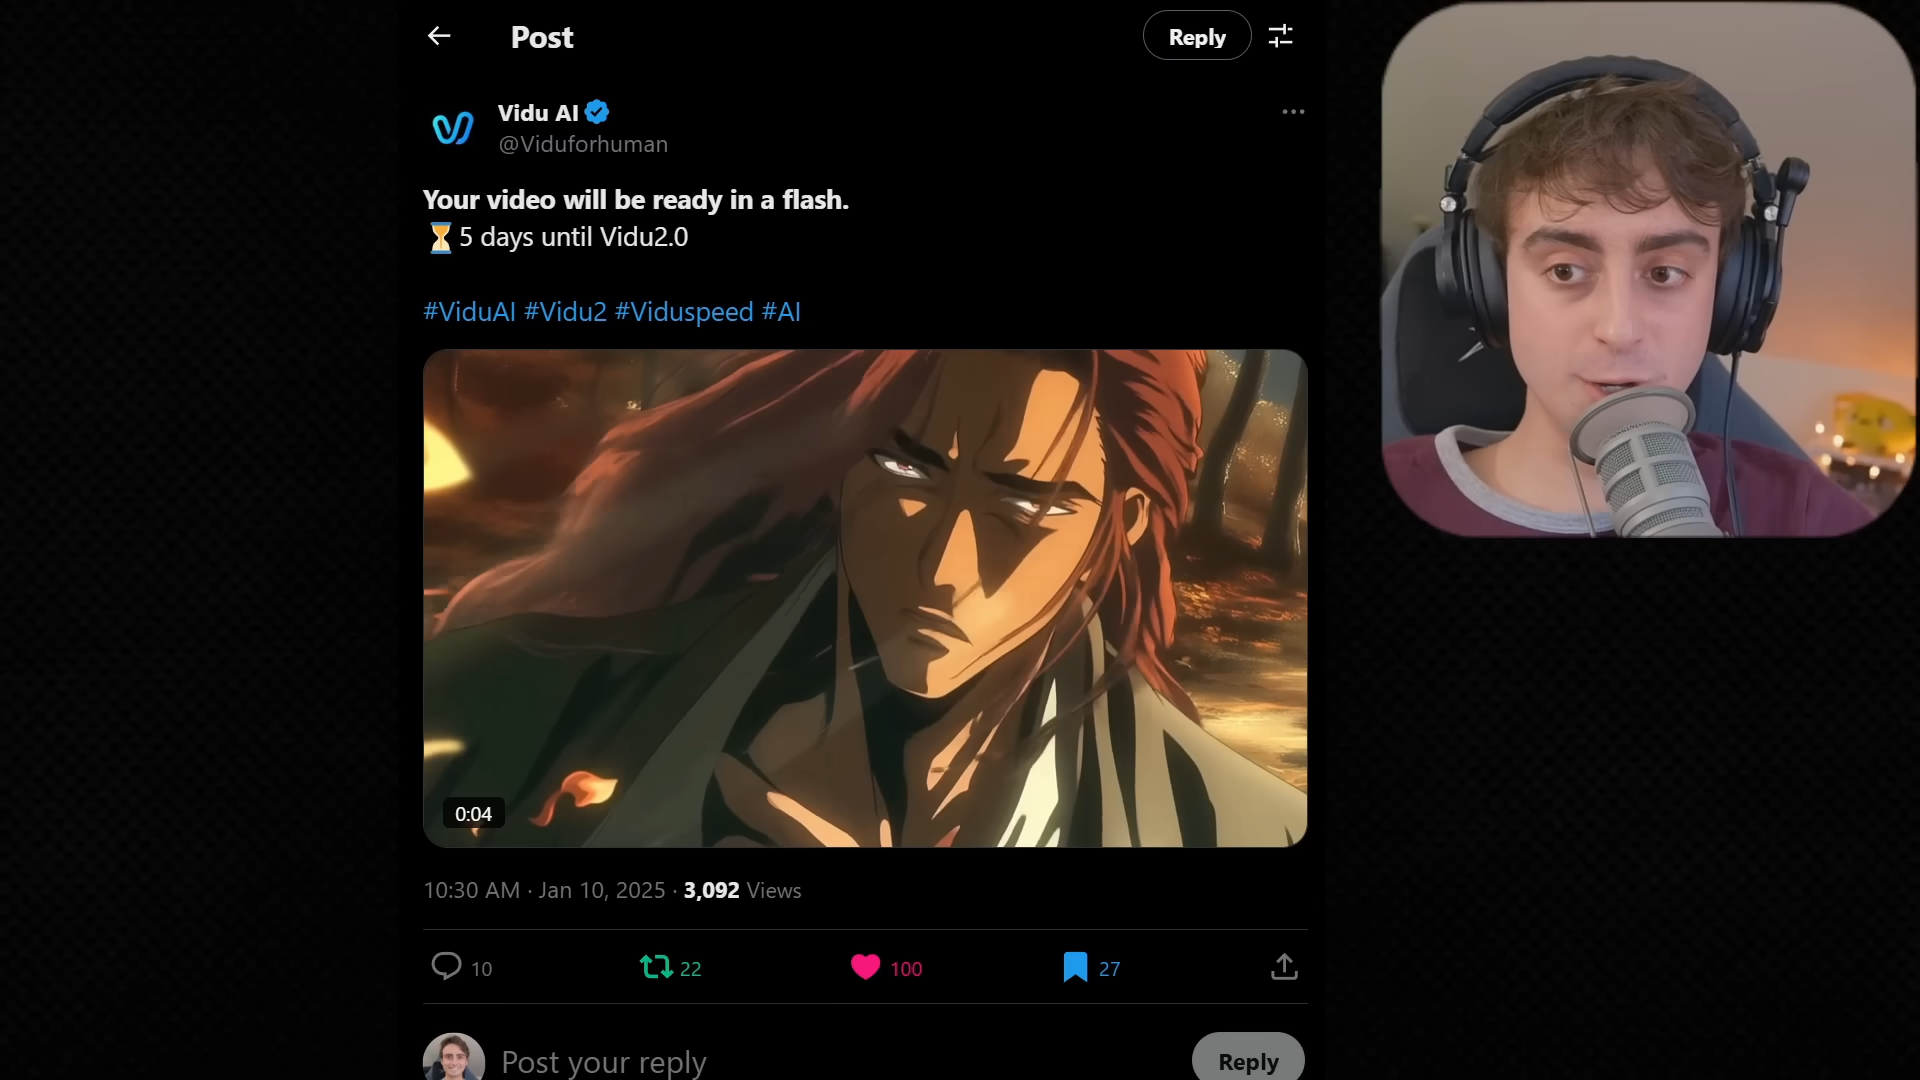 Post
Reply
Vidu AI
@Viduforhuman
Your video will be ready in a flash.
⏳5 days until Vidu2.0
#ViduAI #Vidu2 #Viduspeed #AI
0:04
10:30 AM · Jan 10, 2025 · 3,092 Views
10 22 100 27
Post your reply
Reply